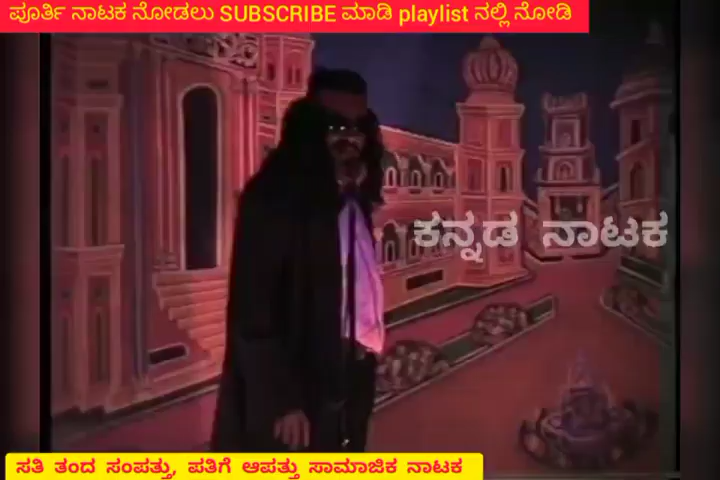 ಪೂರ್ತಿ ನಾಟಕ ನೋಡಲು SUBSCRIBE ಮಾಡಿ playlist ನಲ್ಲಿ ನೋಡಿ
ಕನ್ನಡ ನಾಟಕ
ಸತಿ ತಂದ ಸಂಪತ್ತು, ಪತಿಗೆ ಆಪತ್ತು ಸಾಮಾಜಿಕ ನಾಟಕ